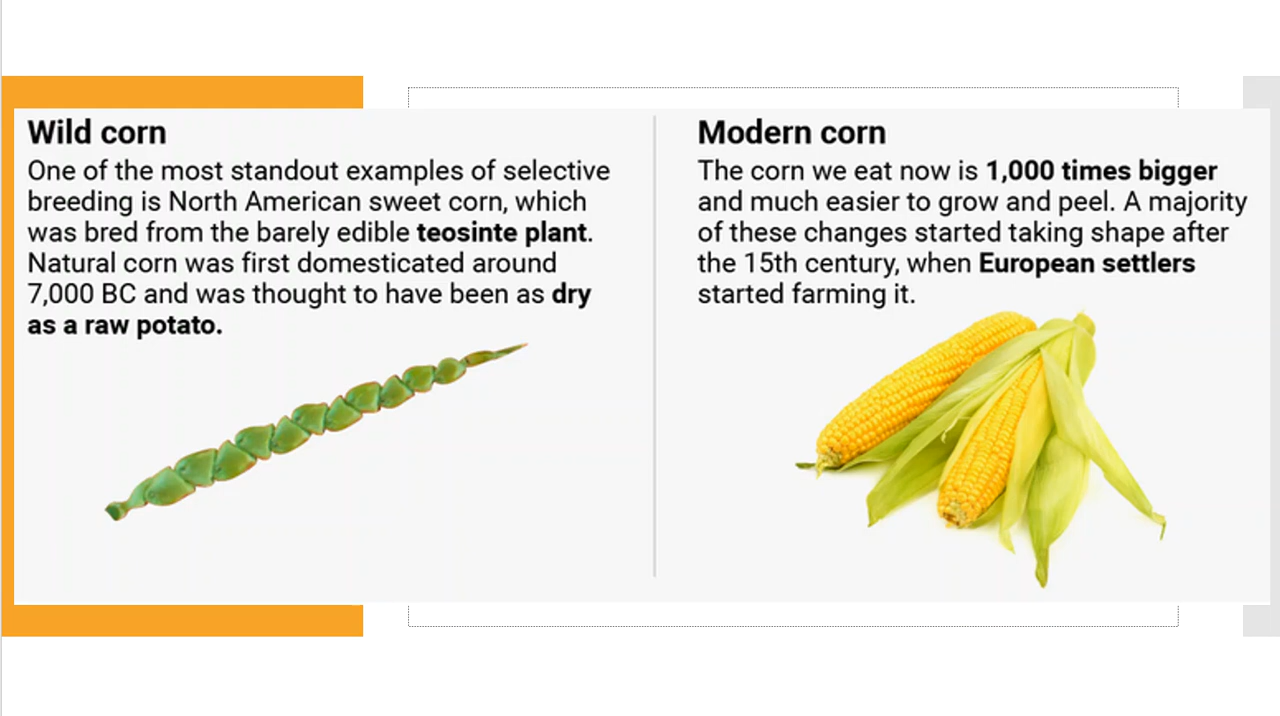 Wild corn
One of the most standout examples of selective
breeding is North American sweet corn, which
was bred from the barely edible teosinte plant.
Natural corn was first domesticated around
7,000 BC and was thought to have been as dry
as a raw potato.
Modern corn
The corn we eat now is 1,000 times bigger
and much easier to grow and peel. A majority
of these changes started taking shape after
the 15th century, when European settlers
started farming it.